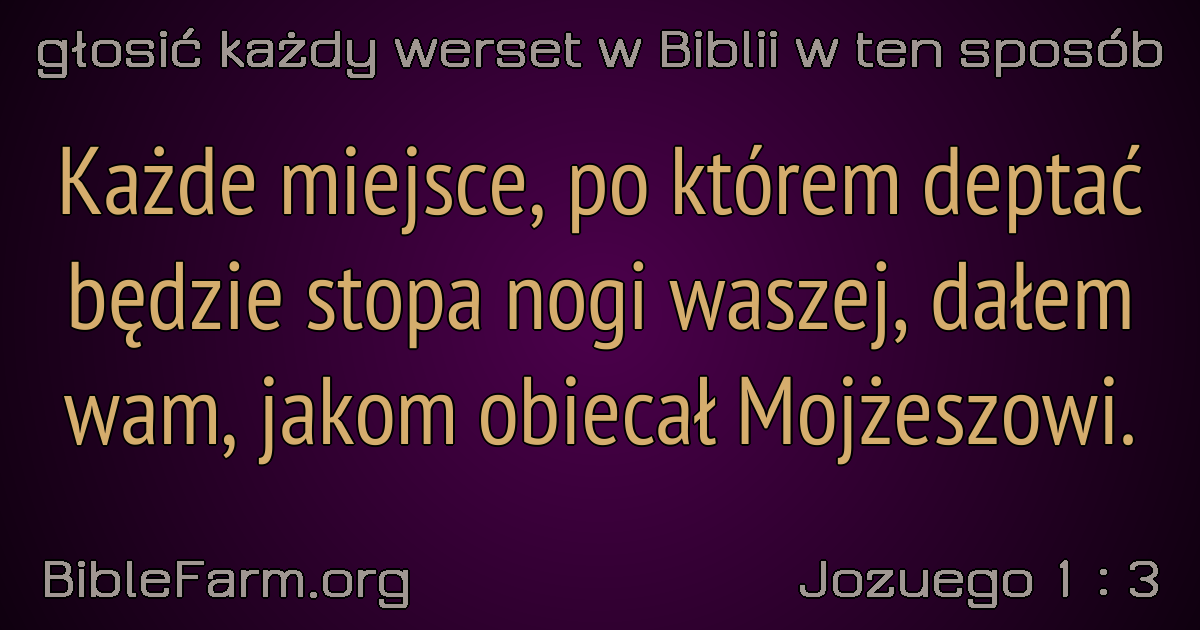 głosić każdy werset w Biblii w ten sposób
Każde miejsce, po którem deptać
będzie stopa nogi waszej, dałem
wam, jakom obiecał Mojżeszowi.
BibleFarm.org
Jozuego 1 : 3